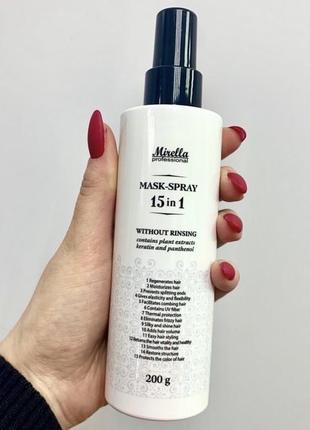 Mirella
professional
MASK-SPRAY
15 in 1
WITHOUT RINSING
contains plant extracts
keratin and panthenol
1 Regenerates hair
2 Moisturizes hair
3 Prevents splitting ends
4 Gives elasticity and flexibility
5 Facilitates combing hair
6 Contains UV filter
7 Thermal protection
8 Eliminates frizzy hair
9 Silky and shine hair
10 Adds hair volume
11 Easy hair styling
12 Returns the hair vitality and healthy
13 Smooths the hair
14 Restore structure
15 Protects the color of hair
200 g